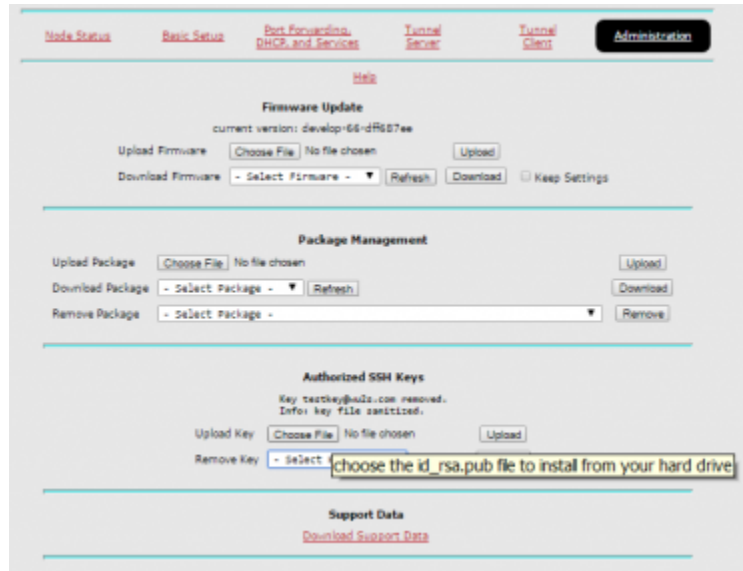 Node Status Basic Setup Port Forwarding, DHCP, and Services Tunnel Server Tunnel Client Administration
Help
Firmware Update
current version: develop-66-dff687ee
Upload Firmware Choose File No file chosen Upload
Download Firmware - Select Firmware - Refresh Download Keep Settings
Package Management
Upload Package Choose File No file chosen Upload
Download Package - Select Package - Refresh Download
Remove Package - Select Package - Remove
Authorized SSH Keys
Key removed.
Info: key file sanitized.
Upload Key Choose File No file chosen Upload
Remove Key - Select
choose the id_rsa.pub file to install from your hard drive
Support Data
Download Support Data